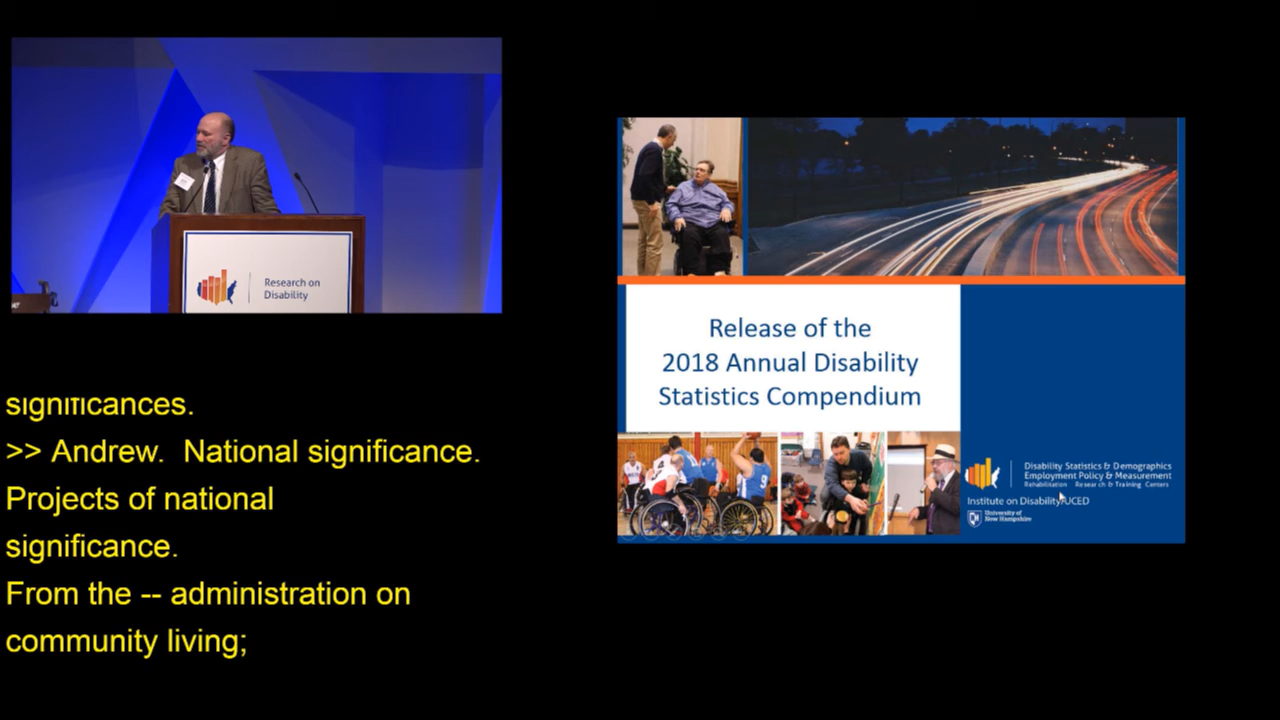 Research on
Disability
significances.
>> Andrew.  National significance.
Projects of national
significance.
From the -- administration on
community living;
Release of the
2018 Annual Disability
Statistics Compendium
9
Disability Statistics & Demographics
Employment Policy & Measurement
Rehabilitation Research & Training Centers
Institute on Disability/UCED
University of
New Hampshire